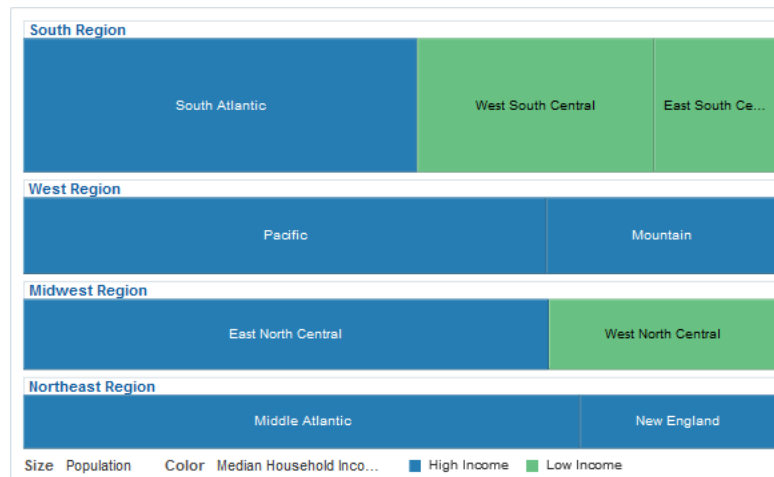 South Region
South Atlantic West South Central East South Ce...
West Region
Pacific Mountain
Midwest Region
East North Central West North Central
Northeast Region
Middle Atlantic New England
Size Population Color Median Household Inco... High Income Low Income